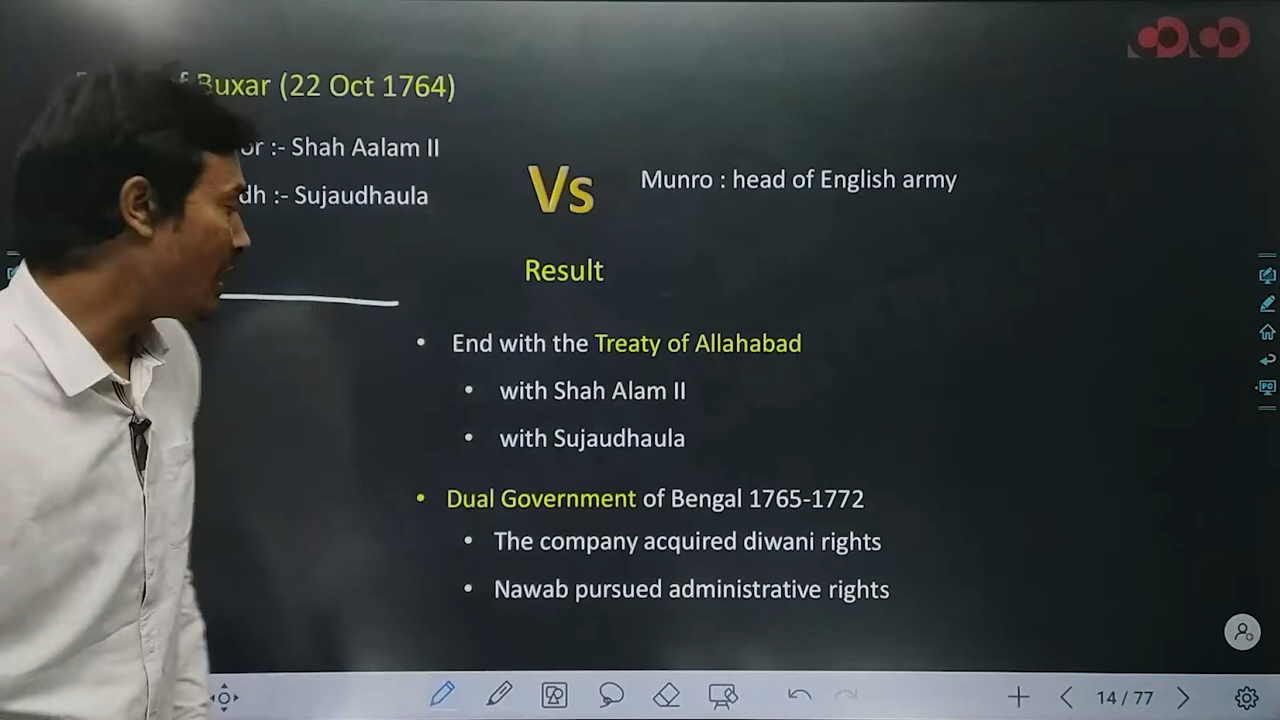 Buxar (22 Oct 1764)
or :- Shah Aalam II
dh :- Sujaudhaula
Vs
Munro : head of English army
Result
• End with the Treaty of Allahabad
• with Shah Alam II
• with Sujaudhaula
• Dual Government of Bengal 1765-1772
• The company acquired diwani rights
• Nawab pursued administrative rights
PC
14 / 77